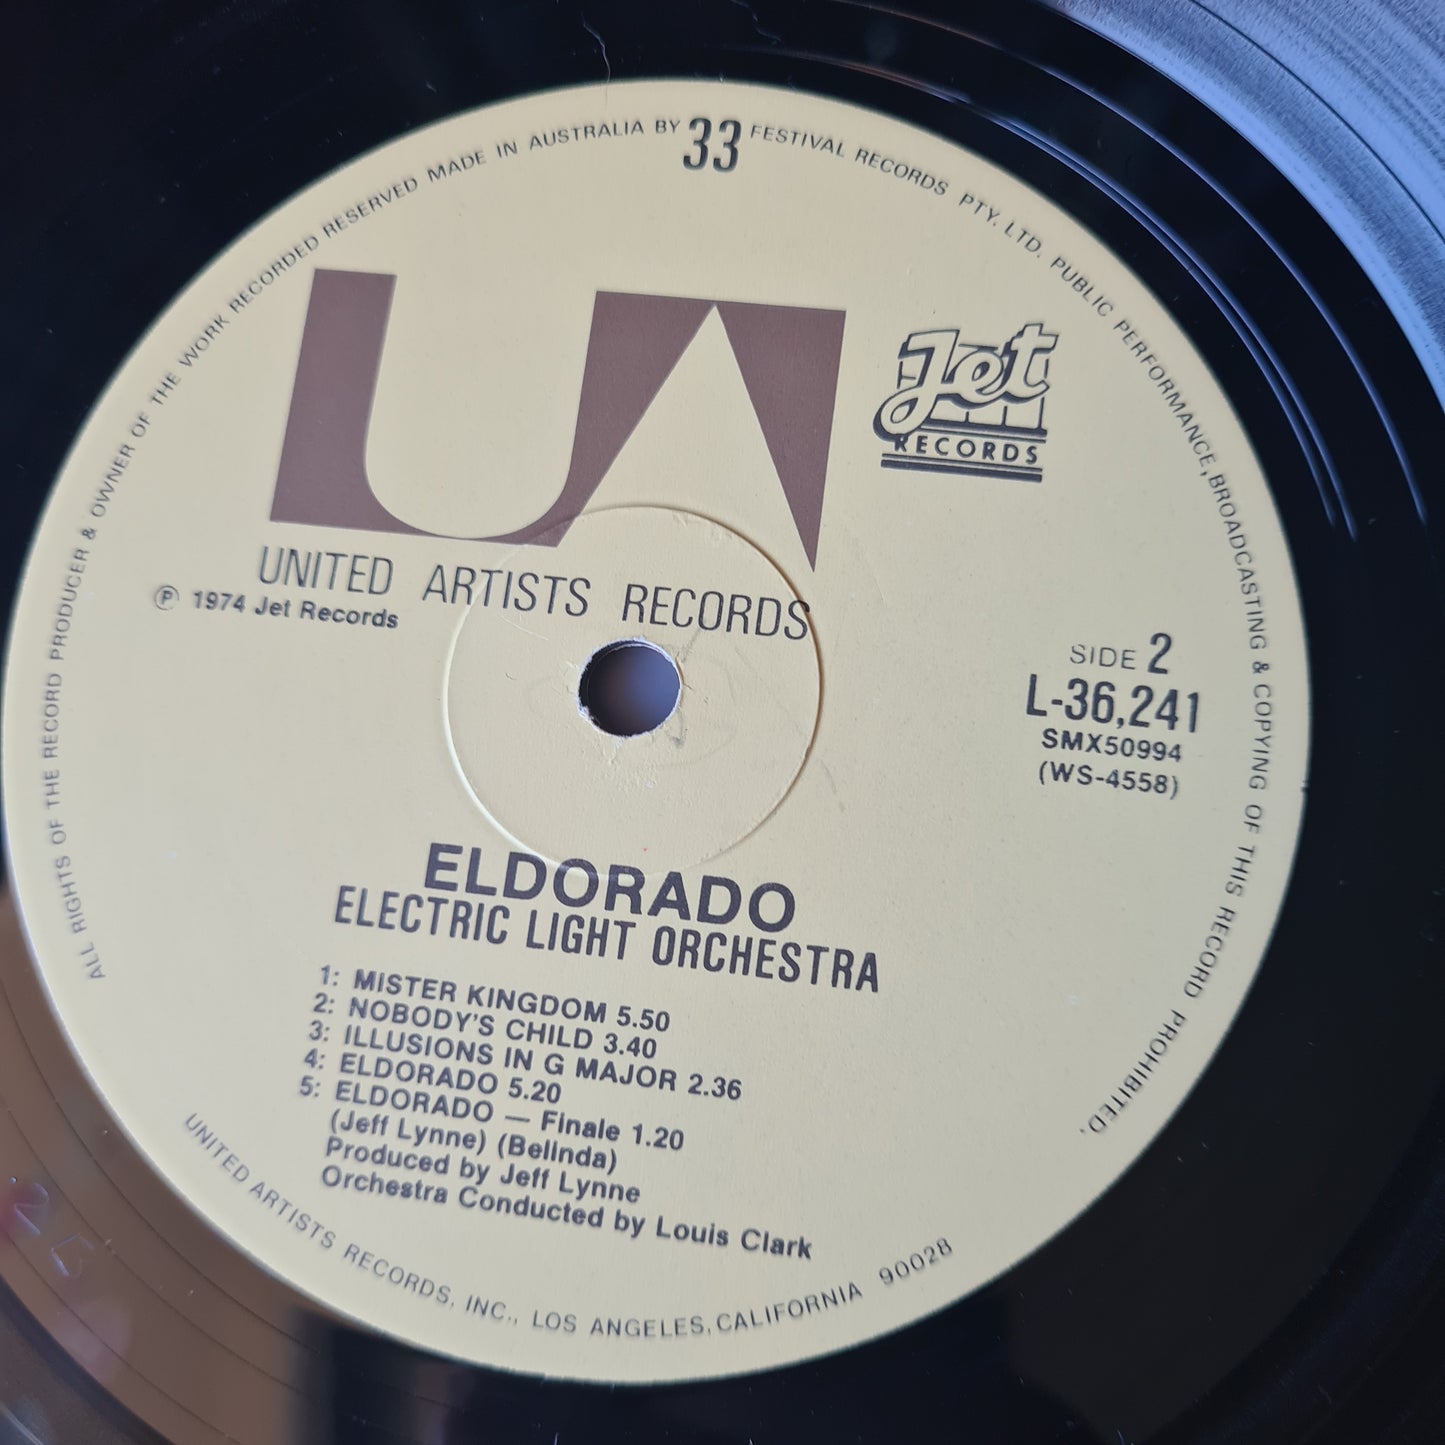 ALL RIGHTS OF THE RECORD PRODUCER & OWNER OF THE WORK RECORDED RESERVED MADE IN AUSTRALIA BY
33
FESTIVAL RECORDS PTY. LTD. PUBLIC PERFORMANCE, BROADCASTING & COPYING OF THIS RECORD PROHIBITED.
UA
Jet
RECORDS
UNITED ARTISTS RECORDS
℗ 1974 Jet Records
SIDE 2
L-36,241
SMX50994
(WS-4558)
ELDORADO
ELECTRIC LIGHT ORCHESTRA
1: MISTER KINGDOM 5.50
2: NOBODY'S CHILD 3.40
3: ILLUSIONS IN G MAJOR 2.36
4: ELDORADO 5.20
5: ELDORADO — Finale 1.20
(Jeff Lynne) (Belinda)
Produced by Jeff Lynne
Orchestra Conducted by Louis Clark
UNITED ARTISTS RECORDS, INC., LOS ANGELES, CALIFORNIA 90028